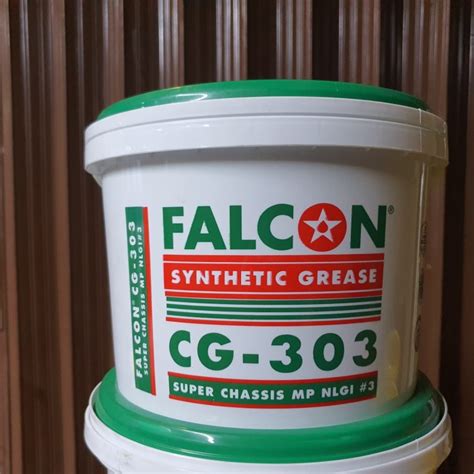 FALCON®
SYNTHETIC GREASE
CG-303
SUPER CHASSIS MP NLGI #3
FALCON® CG-303
SUPER CHASSIS MP NLGI #3